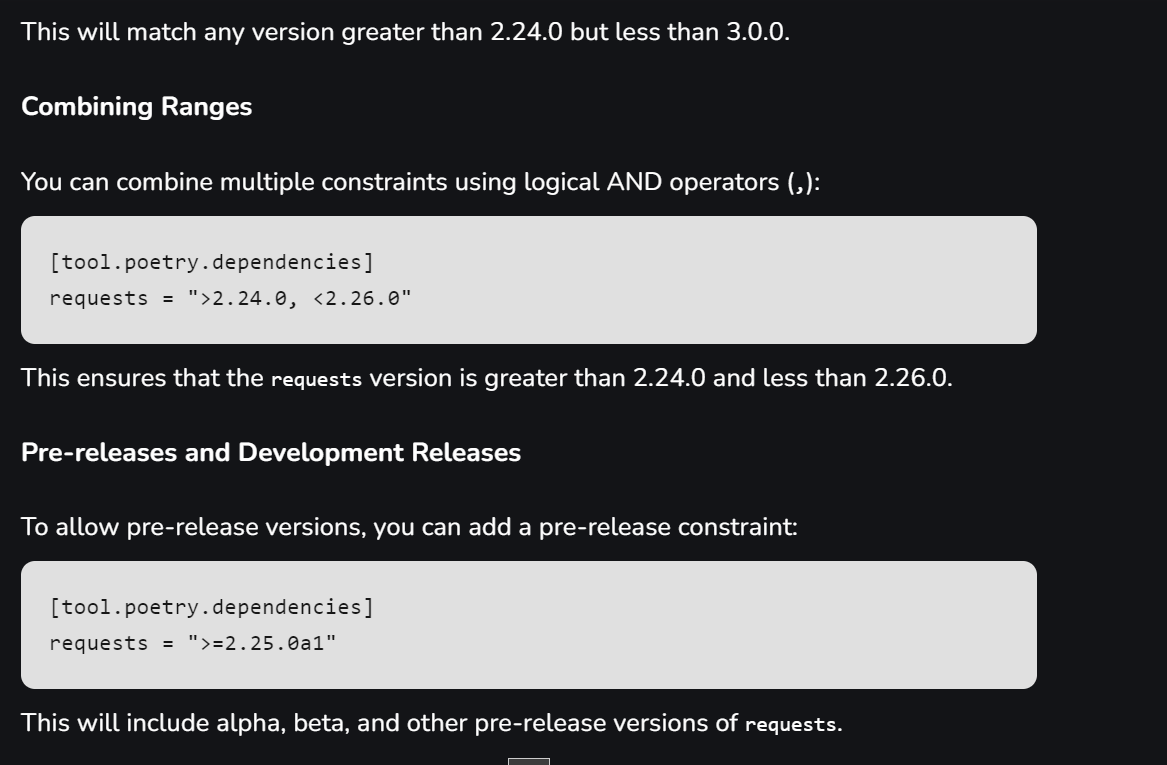 This will match any version greater than 2.24.0 but less than 3.0.0.
Combining Ranges
You can combine multiple constraints using logical AND operators (,):
[tool.poetry.dependencies]
requests = ">2.24.0, <2.26.0"
This ensures that the requests version is greater than 2.24.0 and less than 2.26.0.
Pre-releases and Development Releases
To allow pre-release versions, you can add a pre-release constraint:
[tool.poetry.dependencies]
requests = ">=2.25.0a1"
This will include alpha, beta, and other pre-release versions of requests.